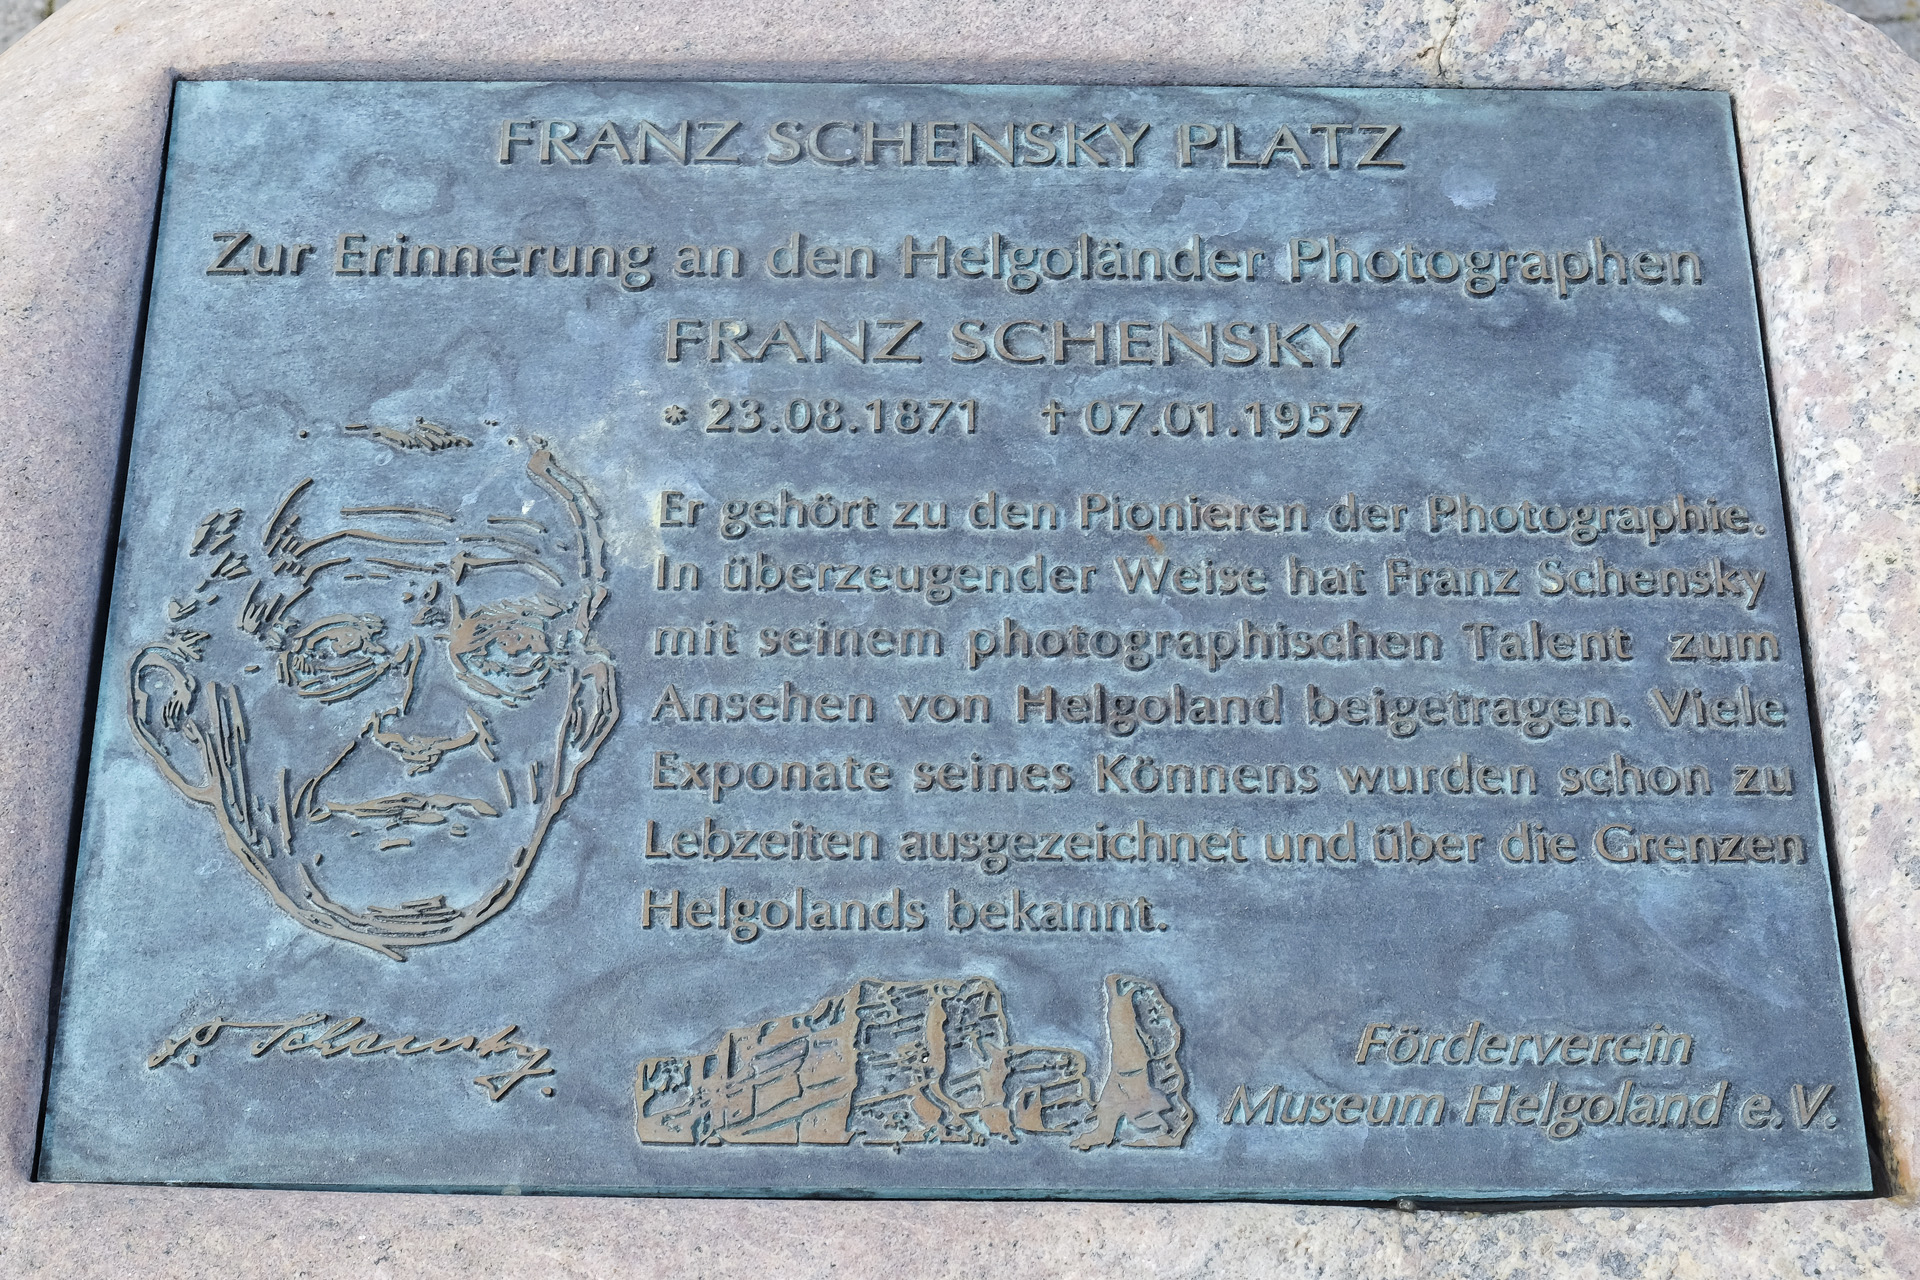 FRANZ SCHENSKY PLATZ
Zur Erinnerung an den Helgoländer Photographen
FRANZ SCHENSKY
* 23.08.1871 † 07.01.1957
Er gehört zu den Pionieren der Photographie.
In überzeugender Weise hat Franz Schensky
mit seinem photographischen Talent zum
Ansehen von Helgoland beigetragen. Viele
Exponate seines Könnens wurden schon zu
Lebzeiten ausgezeichnet und über die Grenzen
Helgolands bekannt.
Schensky.
Förderverein
Museum Helgoland e.V.